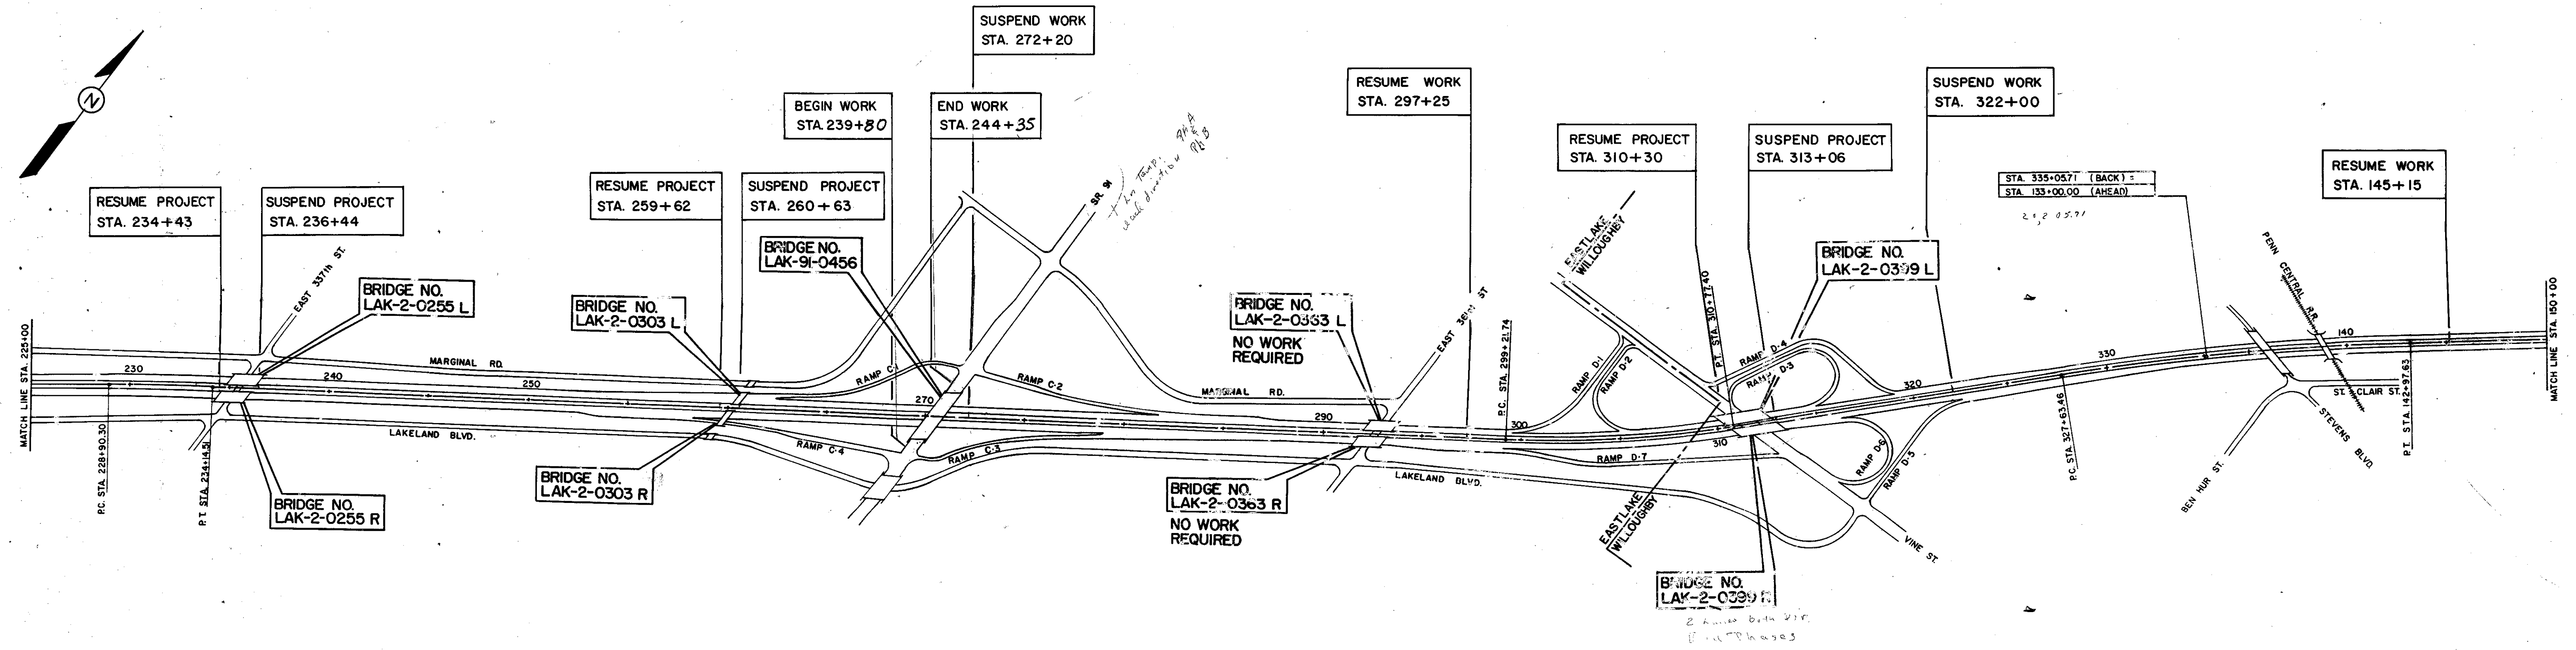 SUSPEND WORK
STA. 272+20
BEGIN WORK
STA. 239+80
END WORK
STA. 244+35
RESUME WORK
STA. 297+25
SUSPEND WORK
STA. 322+00
RESUME PROJECT
STA. 310+30
SUSPEND PROJECT
STA. 313+06
RESUME WORK
STA. 145+15
RESUME PROJECT
STA. 234+43
SUSPEND PROJECT
STA. 236+44
RESUME PROJECT
STA. 259+62
SUSPEND PROJECT
STA. 260+63
STA. 335+05.71 (BACK) =
STA. 133+00.00 (AHEAD)
N
S.R. 91
each direction Ph B
EASTLAKE
WILLOUGHBY
PENN CENTRAL R.R.
EAST 337th ST.
BRIDGE NO.
LAK-91-0456
BRIDGE NO.
LAK-2-0255 L
BRIDGE NO.
LAK-2-0303 L
BRIDGE NO.
LAK-2-0363 L
NO WORK
REQUIRED
EAST 361st ST
BRIDGE NO.
LAK-2-0399 L
MATCH LINE STA. 225+00
MATCH LINE STA. 150+00
MARGINAL RD.
MARGINAL RD.
230
240
250
270
290
300
310
320
330
140
RAMP C-1
RAMP C-2
RAMP C-3
RAMP C-4
RAMP D-1
RAMP D-2
RAMP D-3
RAMP D-4
RAMP D-5
RAMP D-6
RAMP D-7
P.C. STA. 228+90.30
P.T. STA. 234+14.51
P.C. STA. 299+21.74
P.T. STA. 310+77.40
P.C. STA. 327+63.46
P.T. STA. 142+97.63
LAKELAND BLVD.
LAKELAND BLVD.
ST. CLAIR ST.
STEVENS BLVD.
BEN HUR ST.
VINE ST.
BRIDGE NO.
LAK-2-0255 R
BRIDGE NO.
LAK-2-0303 R
BRIDGE NO.
LAK-2-0363 R
NO WORK
REQUIRED
EASTLAKE
WILLOUGHBY
BRIDGE NO.
LAK-2-0399 R
2 lanes both dir.
Phases